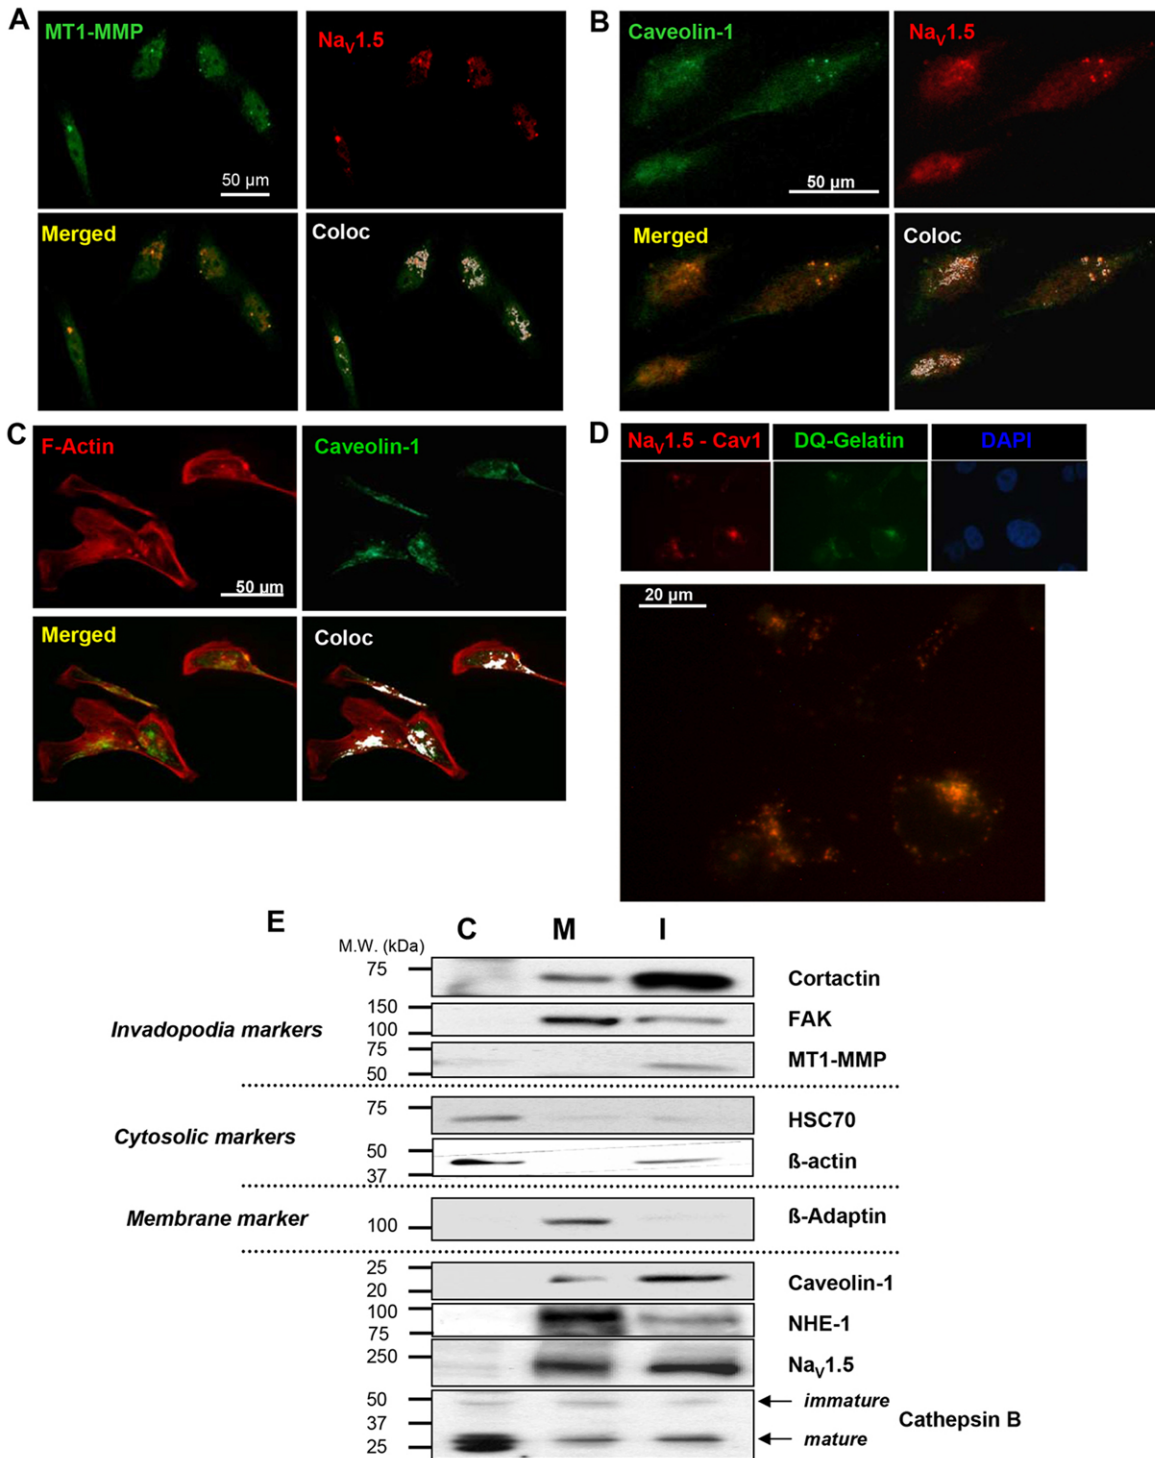 A
MT1-MMP
NaV1.5
50 µm
Merged
Coloc
B
Caveolin-1
NaV1.5
50 µm
Merged
Coloc
C
F-Actin
Caveolin-1
50 µm
Merged
Coloc
D
NaV1.5 - Cav1
DQ-Gelatin
DAPI
20 µm
E
C M I
M.W. (kDa)
75
Cortactin
Invadopodia markers
150
100
FAK
75
50
MT1-MMP
Cytosolic markers
75
HSC70
50
37
ß-actin
Membrane marker
100
ß-Adaptin
25
20
Caveolin-1
100
75
NHE-1
250
NaV1.5
50
37
25
immature
mature
Cathepsin B